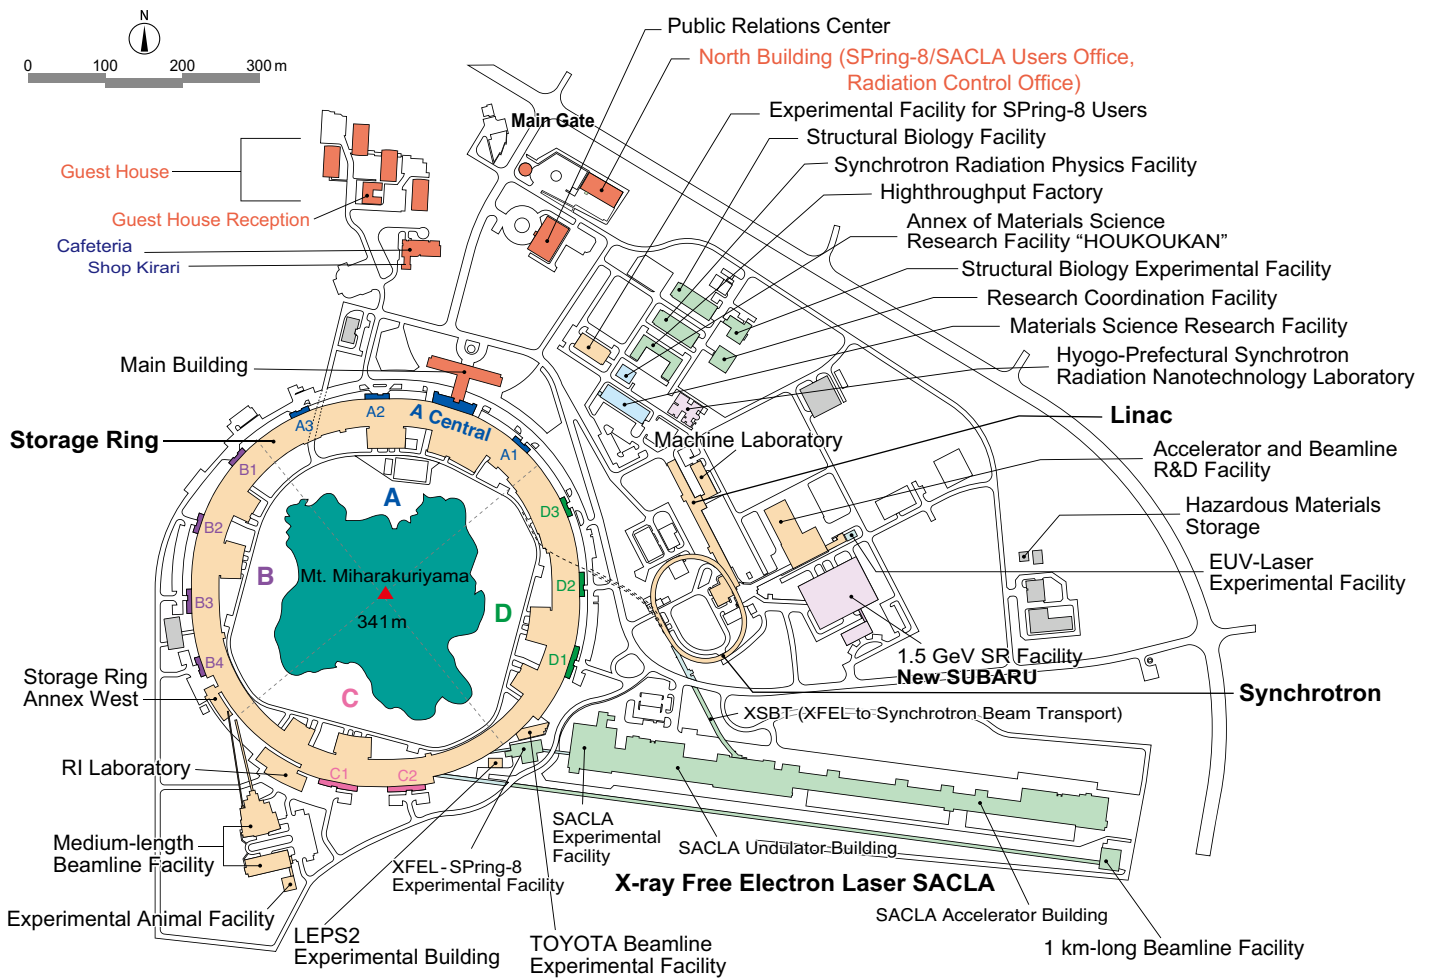 N
0 100 200 300 m
Public Relations Center
North Building (SPring-8/SACLA Users Office,
Radiation Control Office)
Experimental Facility for SPring-8 Users
Main Gate
Structural Biology Facility
Synchrotron Radiation Physics Facility
Highthroughput Factory
Guest House
Guest House Reception
Annex of Materials Science
Research Facility “HOUKOUKAN”
Cafeteria
Shop Kirari
Structural Biology Experimental Facility
Research Coordination Facility
Materials Science Research Facility
Hyogo-Prefectural Synchrotron
Radiation Nanotechnology Laboratory
Main Building
Linac
A2
A3
A Central
A1
Storage Ring
Machine Laboratory
Accelerator and Beamline
R&D Facility
B1
A
Hazardous Materials
Storage
D3
B2
EUV-Laser
Experimental Facility
B
Mt. Miharakuriyama
341 m
D2
B3
D
B4
D1
1.5 GeV SR Facility
New SUBARU
Storage Ring
Annex West
C
Synchrotron
XSBT (XFEL to Synchrotron Beam Transport)
RI Laboratory
C1
C2
SACLA
Experimental
Facility
SACLA Undulator Building
Medium-length
Beamline Facility
XFEL-SPring-8
Experimental Facility
X-ray Free Electron Laser SACLA
Experimental Animal Facility
SACLA Accelerator Building
LEPS2
Experimental Building
TOYOTA Beamline
Experimental Facility
1 km-long Beamline Facility